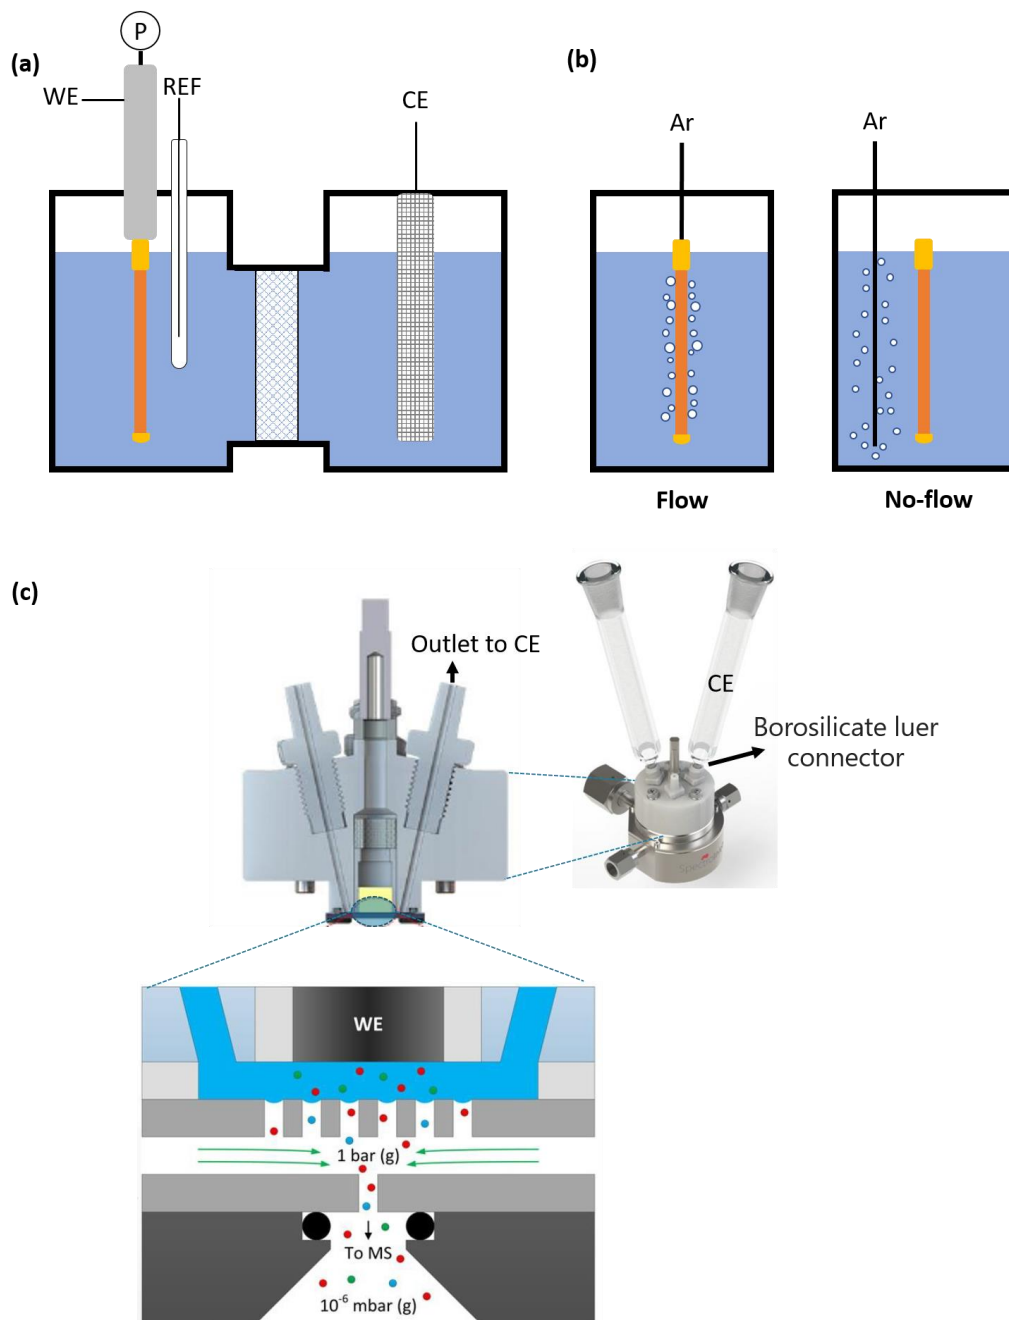 (a)
P
WE
REF
CE
(b)
Ar
Ar
Flow
No-flow
(c)
Outlet to CE
CE
Borosilicate luer
connector
WE
1 bar (g)
To MS
10⁻⁶ mbar (g)